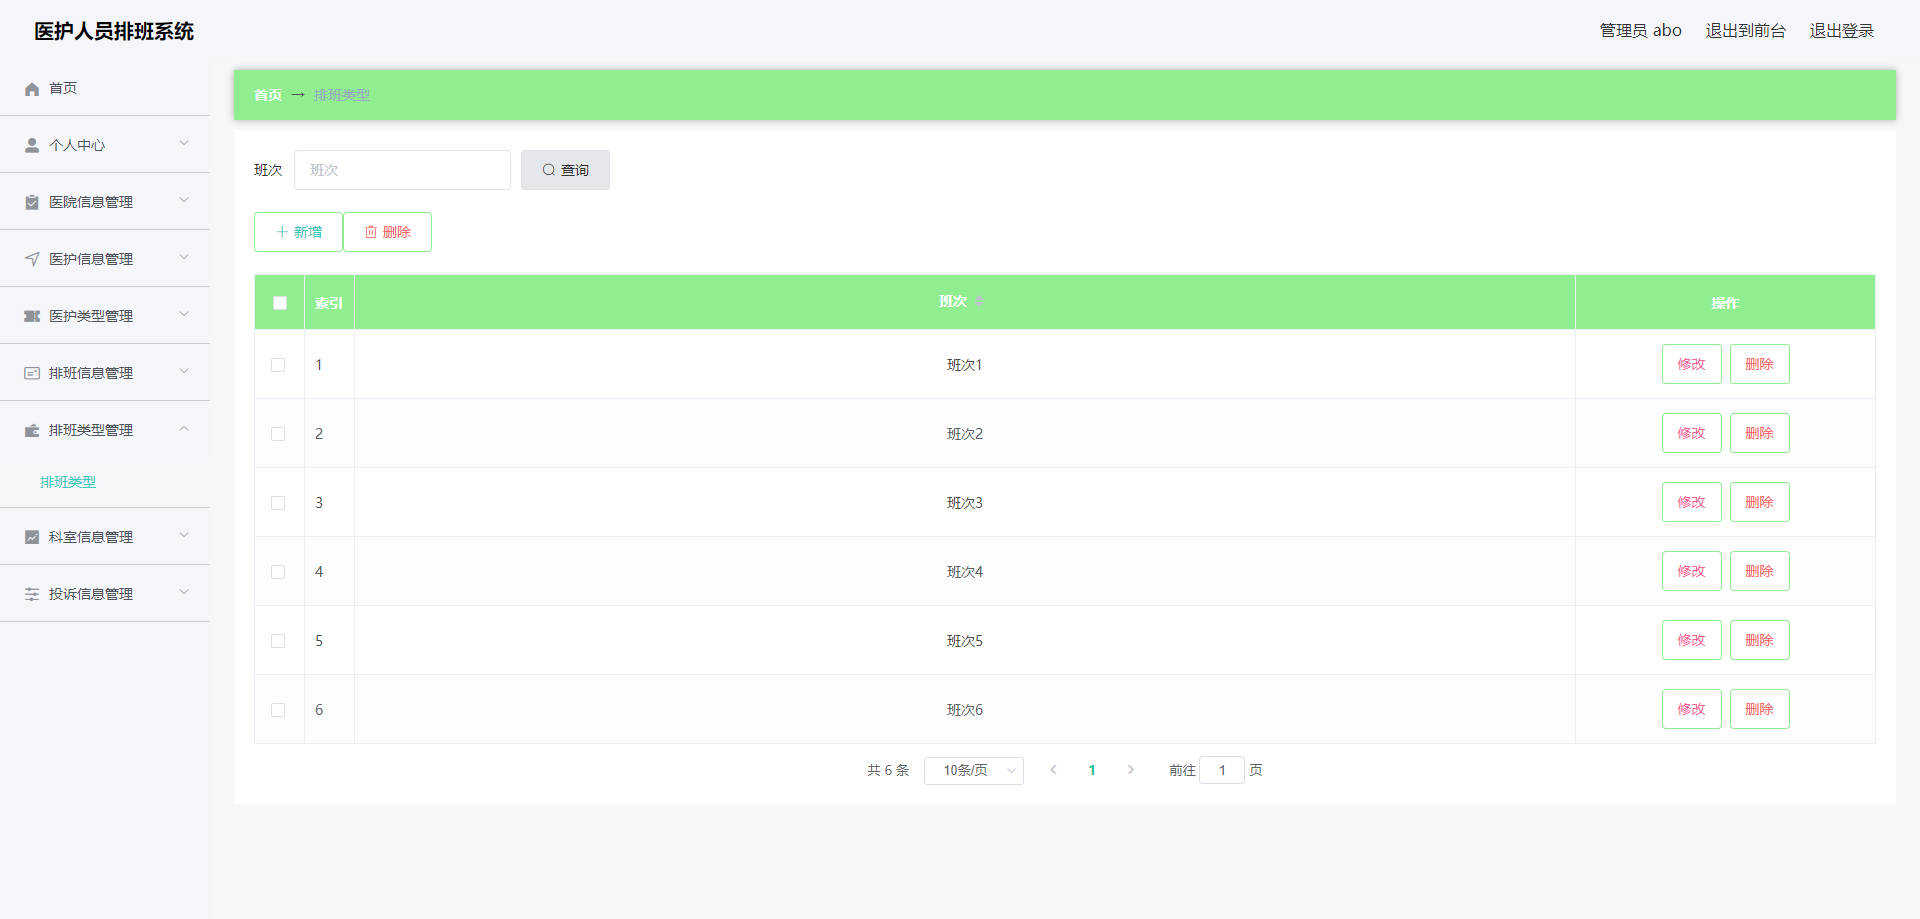 医护人员排班系统
管理员 abo 退出到前台 退出登录
首页
个人中心
医院信息管理
医护信息管理
医护类型管理
排班信息管理
排班类型管理
排班类型
科室信息管理
投诉信息管理
首页 → 排班类型
班次 班次 查询
新增 删除
索引 班次 操作
1 班次1 修改 删除
2 班次2 修改 删除
3 班次3 修改 删除
4 班次4 修改 删除
5 班次5 修改 删除
6 班次6 修改 删除
共 6 条 10条/页 1 前往 1 页